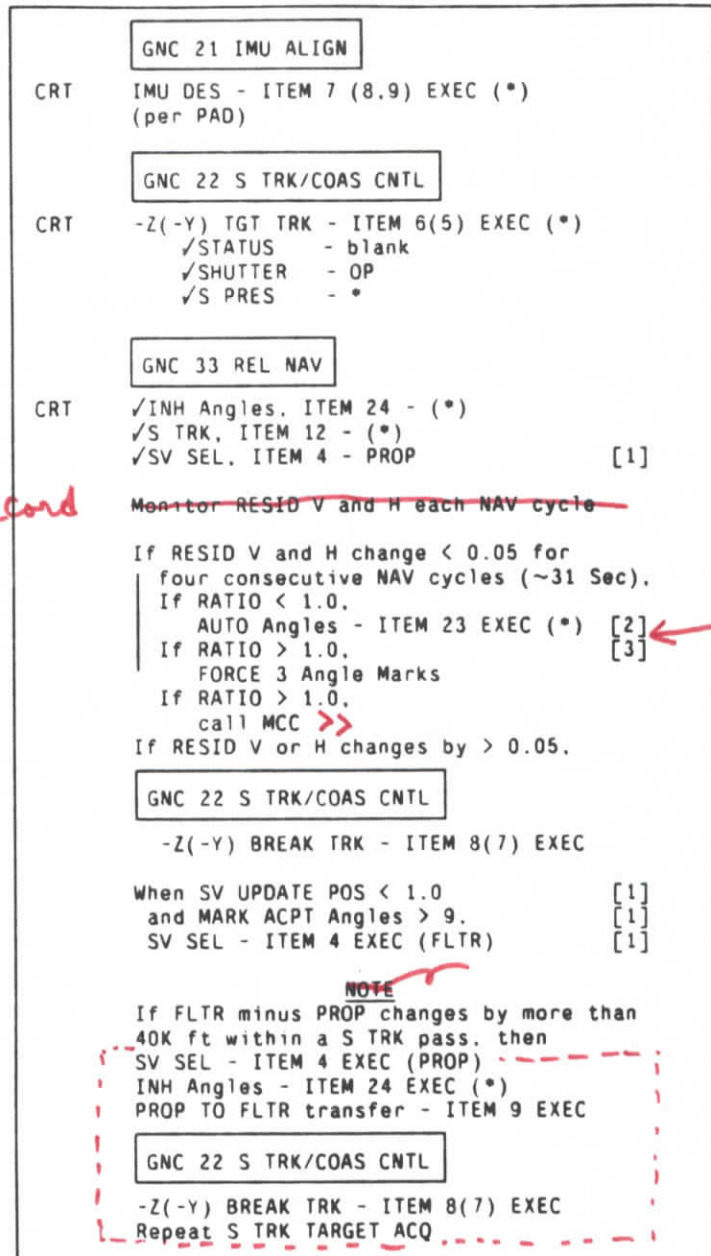 GNC 21 IMU ALIGN
CRT IMU DES - ITEM 7 (8,9) EXEC (*)
(per PAD)
GNC 22 S TRK/COAS CNTL
CRT -Z(-Y) TGT TRK - ITEM 6(5) EXEC (*)
√STATUS - blank
√SHUTTER - OP
√S PRES - *
GNC 33 REL NAV
CRT √INH Angles, ITEM 24 - (*)
√S TRK, ITEM 12 - (*)
√SV SEL, ITEM 4 - PROP [1]
cord Monitor RESID V and H each NAV cycle
If RESID V and H change < 0.05 for
four consecutive NAV cycles (~31 Sec),
If RATIO < 1.0,
AUTO Angles - ITEM 23 EXEC (*) [2]
If RATIO > 1.0, [3]
FORCE 3 Angle Marks
If RATIO > 1.0,
call MCC >>
If RESID V or H changes by > 0.05,
GNC 22 S TRK/COAS CNTL
-Z(-Y) BREAK TRK - ITEM 8(7) EXEC
When SV UPDATE POS < 1.0 [1]
and MARK ACPT Angles > 9, [1]
SV SEL - ITEM 4 EXEC (FLTR) [1]
NOTE
If FLTR minus PROP changes by more than
40K ft within a S TRK pass, then
SV SEL - ITEM 4 EXEC (PROP)
INH Angles - ITEM 24 EXEC (*)
PROP TO FLTR transfer - ITEM 9 EXEC
GNC 22 S TRK/COAS CNTL
-Z(-Y) BREAK TRK - ITEM 8(7) EXEC
Repeat S TRK TARGET ACQ